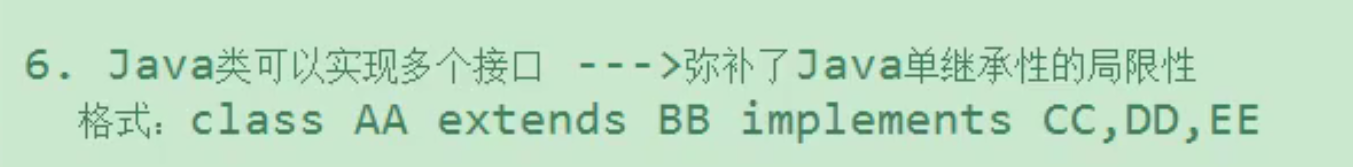 6. Java类可以实现多个接口 --->弥补了Java单继承性的局限性
格式：class AA extends BB implements CC,DD,EE